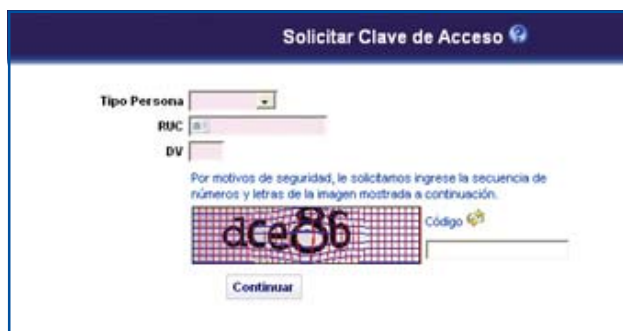 Solicitar Clave de Acceso
Tipo Persona
RUC
DV
Por motivos de seguridad, le solicitamos ingrese la secuencia de
números y letras de la imagen mostrada a continuación.
dce86
Código
Continuar